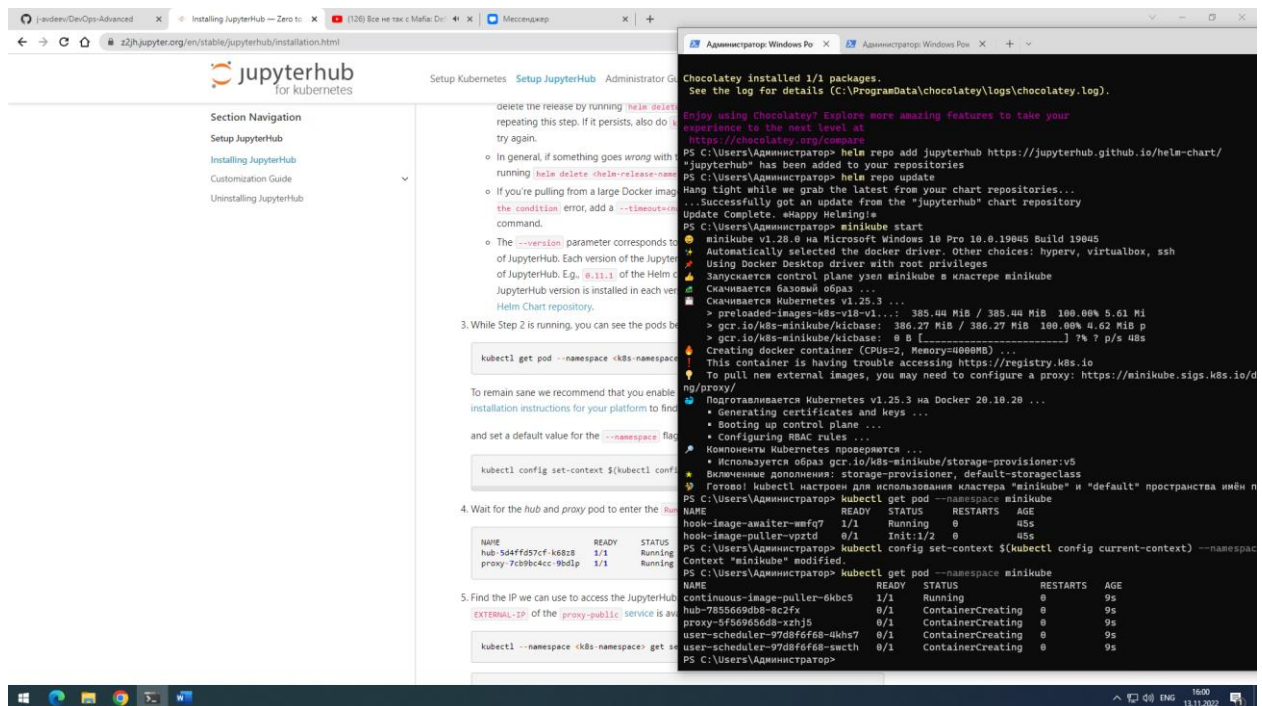 j-avdeev/DevOps-Advanced
Installing JupyterHub — Zero to
(126) Все не так с Mafia: De
Мессенджер
z2jh.jupyter.org/en/stable/jupyterhub/installation.html
jupyterhub
for kubernetes
Setup Kubernetes Setup JupyterHub Administrator Gu
Section Navigation
Setup JupyterHub
Installing JupyterHub
Customization Guide
Uninstalling JupyterHub
delete the release by running helm delet
repeating this step. If it persists, also do k
try again.
In general, if something goes wrong with t
running helm delete <helm-release-name
If you're pulling from a large Docker imag
the condition error, add a --timeout=<n
command.
The --version parameter corresponds to
of JupyterHub. Each version of the Jupyter
of JupyterHub. E.g., 0.11.1 of the Helm c
JupyterHub version is installed in each ver
Helm Chart repository.
3. While Step 2 is running, you can see the pods be
kubectl get pod --namespace <k8s-namespace
To remain sane we recommend that you enable
installation instructions for your platform to find
and set a default value for the --namespace flag
kubectl config set-context $(kubectl confi
4. Wait for the hub and proxy pod to enter the Run
NAME READY STATUS
hub-5d4ffd57cf-k68z8 1/1 Running
proxy-7cb9bc4cc-9bdlp 1/1 Running
5. Find the IP we can use to access the JupyterHub
EXTERNAL-IP of the proxy-public service is ava
kubectl --namespace <k8s-namespace> get se
Администратор: Windows Po
Администратор: Windows Pow
Chocolatey installed 1/1 packages.
See the log for details (C:\ProgramData\chocolatey\logs\chocolatey.log).
Enjoy using Chocolatey? Explore more amazing features to take your
experience to the next level at
https://chocolatey.org/compare
PS C:\Users\Администратор> helm repo add jupyterhub https://jupyterhub.github.io/helm-chart/
"jupyterhub" has been added to your repositories
PS C:\Users\Администратор> helm repo update
Hang tight while we grab the latest from your chart repositories...
...Successfully got an update from the "jupyterhub" chart repository
Update Complete. ⎈Happy Helming!⎈
PS C:\Users\Администратор> minikube start
minikube v1.28.0 на Microsoft Windows 10 Pro 10.0.19045 Build 19045
Automatically selected the docker driver. Other choices: hyperv, virtualbox, ssh
Using Docker Desktop driver with root privileges
Запускается control plane узел minikube в кластере minikube
Скачивается базовый образ ...
Скачивается Kubernetes v1.25.3 ...
> preloaded-images-k8s-v18-v1...: 385.44 MiB / 385.44 MiB 100.00% 5.61 Mi
> gcr.io/k8s-minikube/kicbase: 386.27 MiB / 386.27 MiB 100.00% 4.62 MiB p
> gcr.io/k8s-minikube/kicbase: 0 B [________________________] ?% ? p/s 48s
Creating docker container (CPUs=2, Memory=4000MB) ...
This container is having trouble accessing https://registry.k8s.io
To pull new external images, you may need to configure a proxy: https://minikube.sigs.k8s.io/d
ng/proxy/
Подготавливается Kubernetes v1.25.3 на Docker 20.10.20 ...
▪ Generating certificates and keys ...
▪ Booting up control plane ...
▪ Configuring RBAC rules ...
Компоненты Kubernetes проверяются ...
▪ Используется образ gcr.io/k8s-minikube/storage-provisioner:v5
Включенные дополнения: storage-provisioner, default-storageclass
Готово! kubectl настроен для использования кластера "minikube" и "default" пространства имён п
PS C:\Users\Администратор> kubectl get pod --namespace minikube
NAME READY STATUS RESTARTS AGE
hook-image-awaiter-wmfq7 1/1 Running 0 45s
hook-image-puller-vpztd 0/1 Init:1/2 0 45s
PS C:\Users\Администратор> kubectl config set-context $(kubectl config current-context) --namespac
Context "minikube" modified.
PS C:\Users\Администратор> kubectl get pod --namespace minikube
NAME READY STATUS RESTARTS AGE
continuous-image-puller-6kbc5 1/1 Running 0 9s
hub-7855669db8-8c2fx 0/1 ContainerCreating 0 9s
proxy-5f569656d8-xzhj5 0/1 ContainerCreating 0 9s
user-scheduler-97d8f6f68-4khs7 0/1 ContainerCreating 0 9s
user-scheduler-97d8f6f68-swcth 0/1 ContainerCreating 0 9s
PS C:\Users\Администратор>
ENG
16:00
13.11.2022